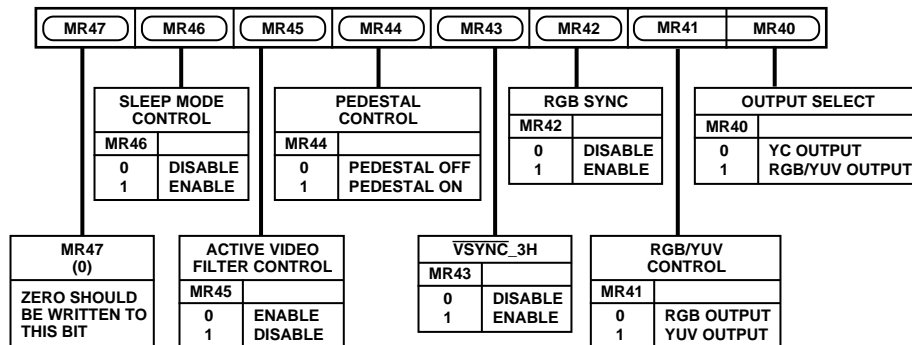 MR47 MR46 MR45 MR44 MR43 MR42 MR41 MR40
SLEEP MODE
CONTROL
MR46
0 DISABLE
1 ENABLE
PEDESTAL
CONTROL
MR44
0 PEDESTAL OFF
1 PEDESTAL ON
RGB SYNC
MR42
0 DISABLE
1 ENABLE
OUTPUT SELECT
MR40
0 YC OUTPUT
1 RGB/YUV OUTPUT
MR47
(0)
ZERO SHOULD
BE WRITTEN TO
THIS BIT
ACTIVE VIDEO
FILTER CONTROL
MR45
0 ENABLE
1 DISABLE
VSYNC_3H
MR43
0 DISABLE
1 ENABLE
RGB/YUV
CONTROL
MR41
0 RGB OUTPUT
1 YUV OUTPUT